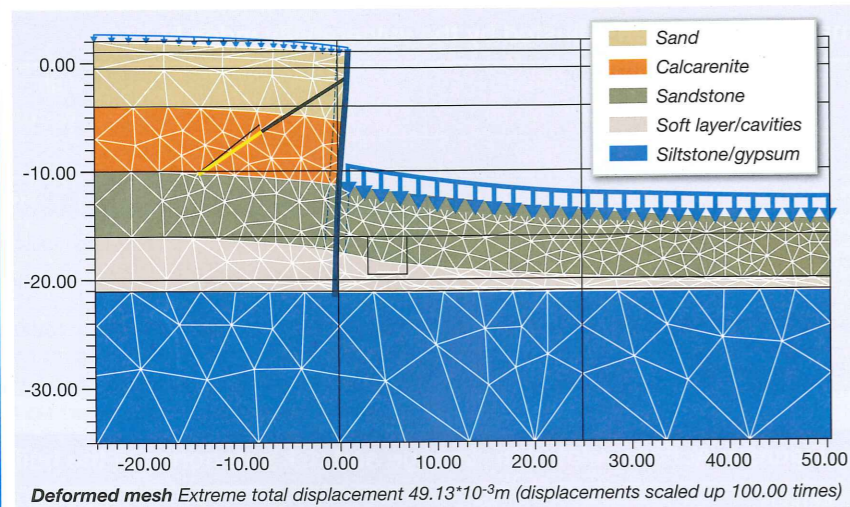 Sand
Calcarenite
Sandstone
Soft layer/cavities
Siltstone/gypsum
0.00
-10.00
-20.00
-30.00
-20.00 -10.00 0.00 10.00 20.00 30.00 40.00 50.00
Deformed mesh Extreme total displacement 49.13*10-³m (displacements scaled up 100.00 times)